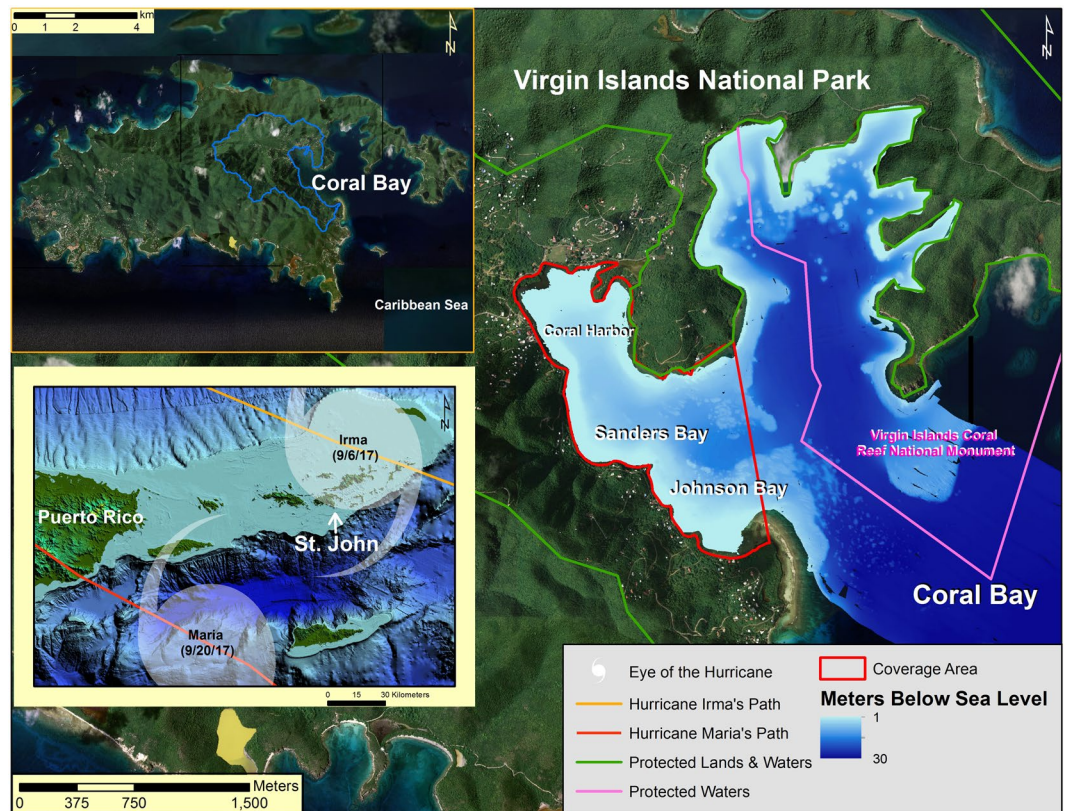 km
0 1 2 4
N
Coral Bay
Caribbean Sea
Virgin Islands National Park
N
Coral Harbor
Sanders Bay
Johnson Bay
Virgin Islands Coral
Reef National Monument
Coral Bay
N
Irma
(9/6/17)
Puerto Rico
St. John
Maria
(9/20/17)
0 15 30 Kilometers
Eye of the Hurricane
Hurricane Irma's Path
Hurricane Maria's Path
Protected Lands & Waters
Protected Waters
Coverage Area
Meters Below Sea Level
1
30
Meters
0 375 750 1,500